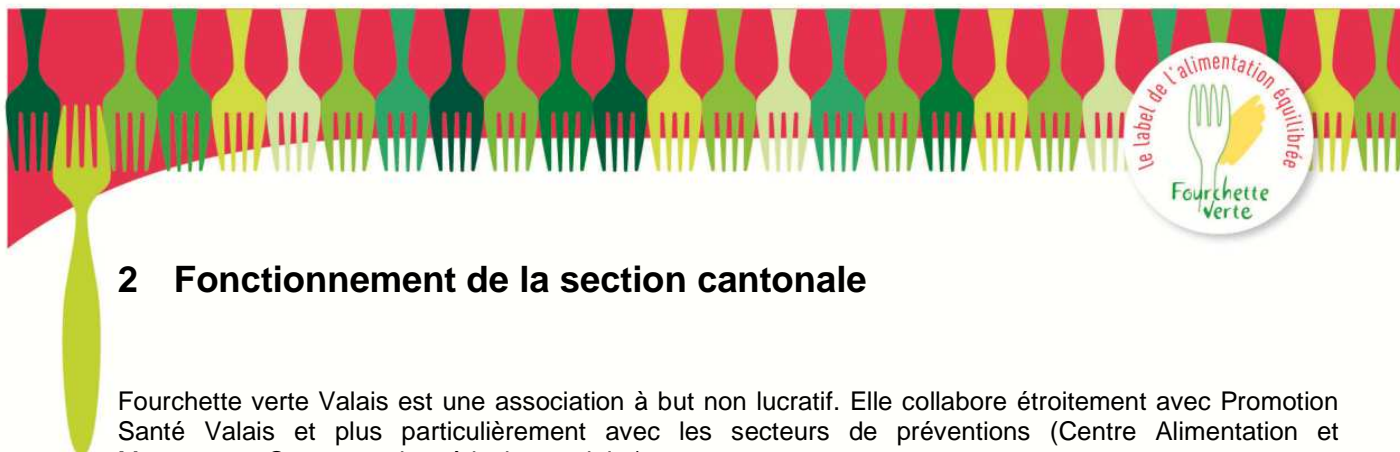 Le label de l'alimentation équilibrée
Fourchette
verte
2 Fonctionnement de la section cantonale
Fourchette verte Valais est une association à but non lucratif. Elle collabore étroitement avec Promotion
Santé Valais et plus particulièrement avec les secteurs de préventions (Centre Alimentation et